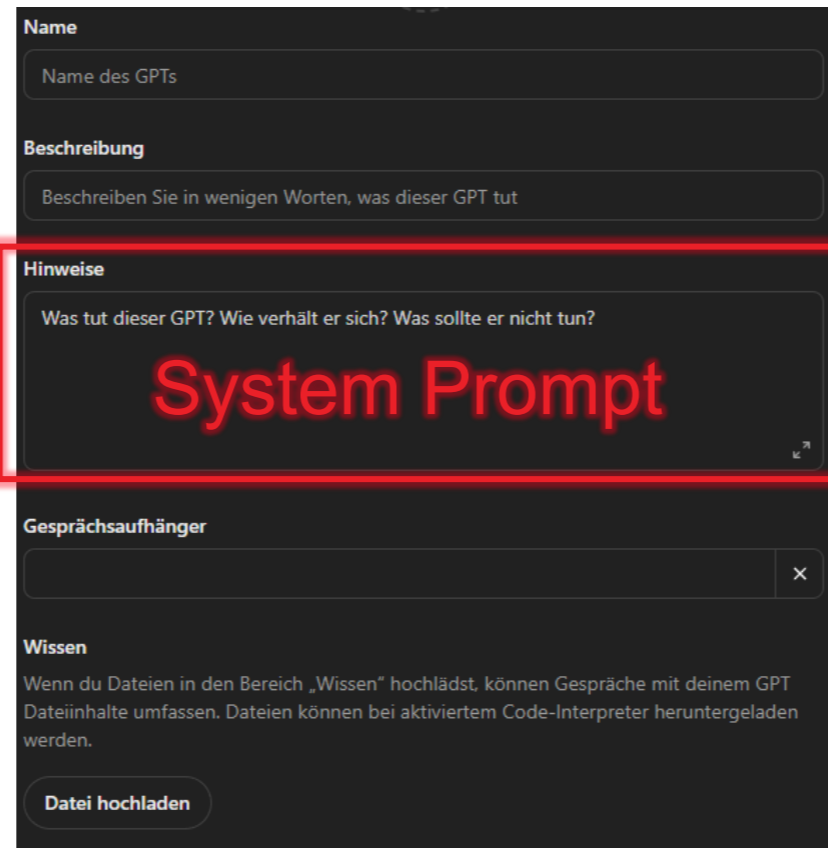 Name
Name des GPTs
Beschreibung
Beschreiben Sie in wenigen Worten, was dieser GPT tut
Hinweise
Was tut dieser GPT? Wie verhält er sich? Was sollte er nicht tun?
System Prompt
Gesprächsaufhänger
Wissen
Wenn du Dateien in den Bereich „Wissen“ hochlädst, können Gespräche mit deinem GPT
Dateiinhalte umfassen. Dateien können bei aktiviertem Code-Interpreter heruntergeladen
werden.
Datei hochladen